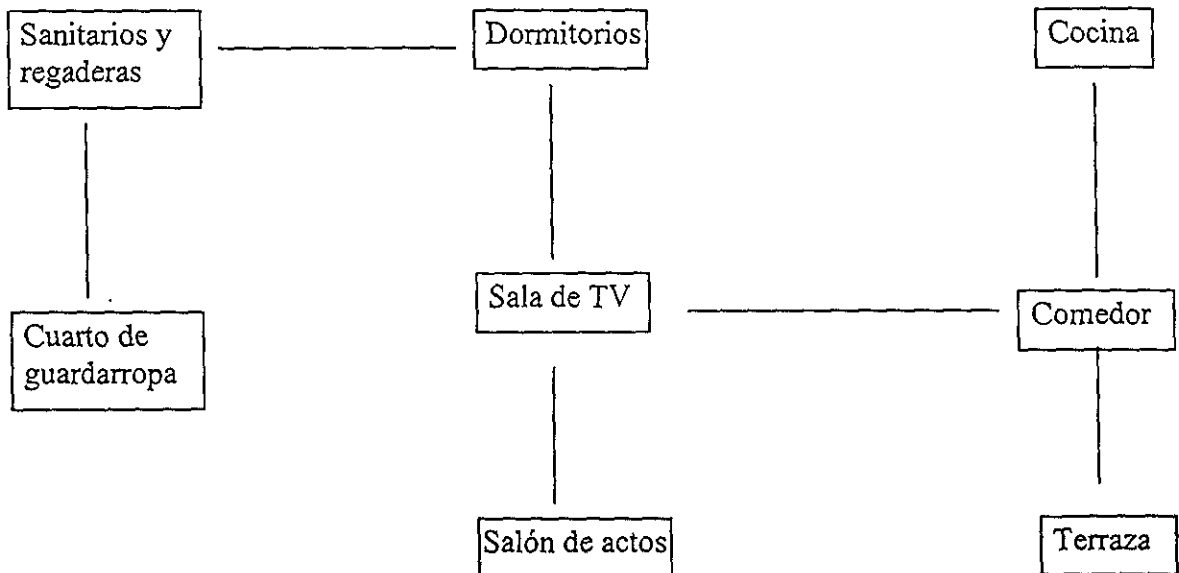 Sanitarios y
regaderas
Dormitorios
Cocina
Cuarto de
guardarropa
Sala de TV
Comedor
Salón de actos
Terraza